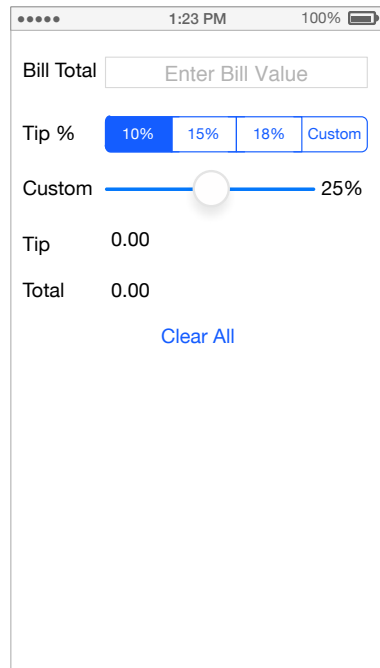 1:23 PM 100%
Bill Total Enter Bill Value
Tip % 10% 15% 18% Custom
Custom 25%
Tip 0.00
Total 0.00
Clear All